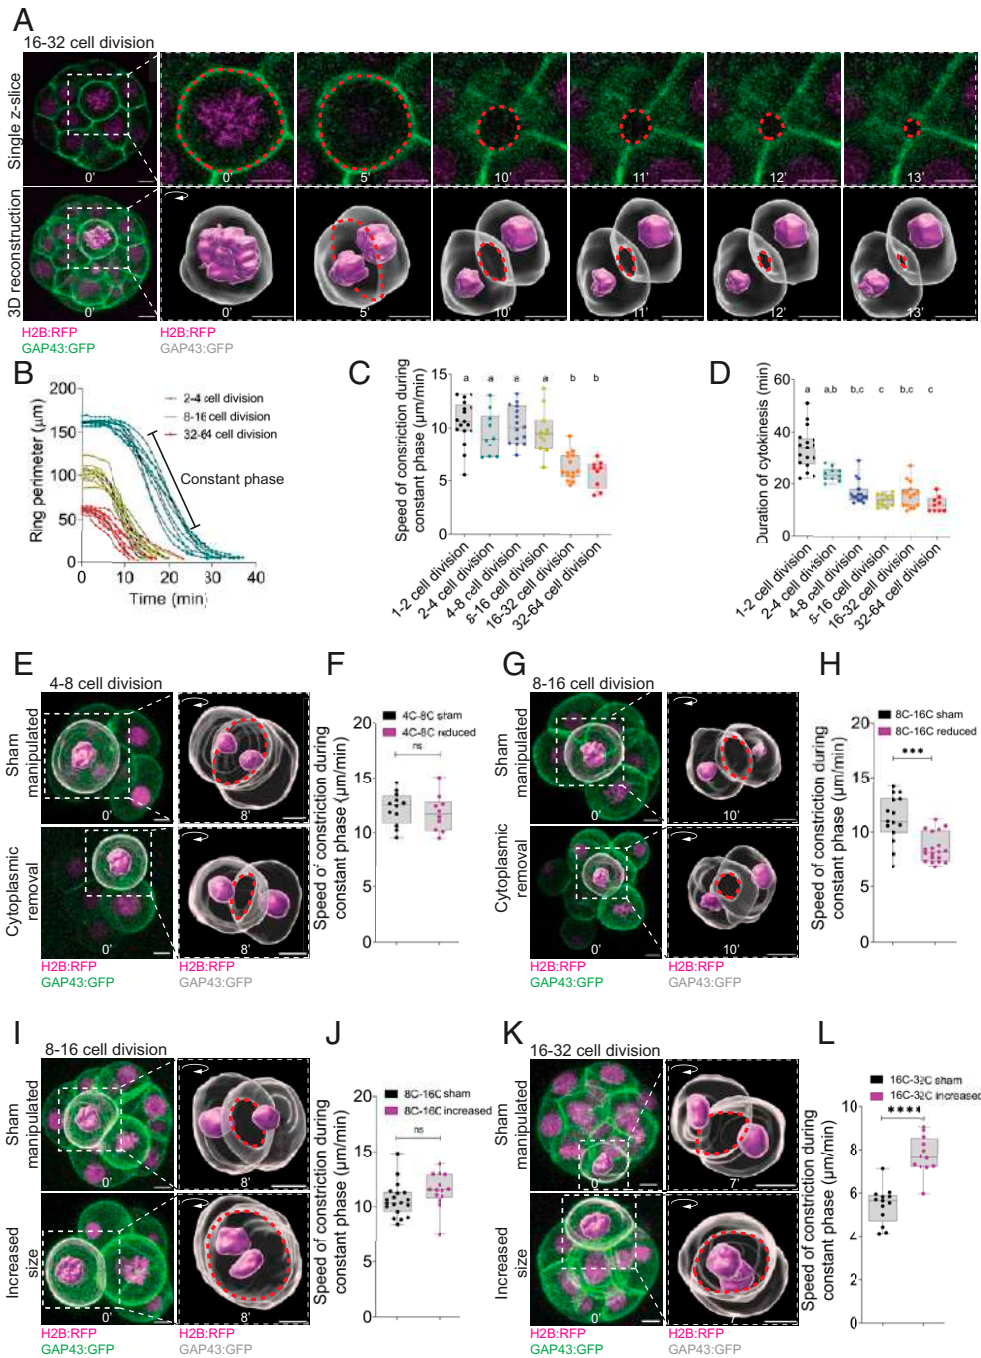 A
16-32 cell division
Single z-slice
0'
0'
5'
10'
11'
12'
13'
3D reconstruction
0'
0'
5'
10'
11'
12'
13'
H2B:RFP
GAP43:GFP
H2B:RFP
GAP43:GFP
B
Ring perimeter (µm)
200
150
100
50
0
0
10
20
30
40
Time (min)
2-4 cell division
8-16 cell division
32-64 cell division
Constant phase
C
Speed of constriction during
constant phase (µm/min)
15
10
5
0
a
a
a
a
b
b
1-2 cell division
2-4 cell division
4-8 cell division
8-16 cell division
16-32 cell division
32-64 cell division
D
Duration of cytokinesis (min)
60
40
20
0
a
a,b
b,c
c
b,c
c
1-2 cell division
2-4 cell division
4-8 cell division
8-16 cell division
16-32 cell division
32-64 cell division
E
4-8 cell division
Sham
manipulated
0'
8'
Cytoplasmic
removal
0'
8'
H2B:RFP
GAP43:GFP
H2B:RFP
GAP43:GFP
F
4C-8C sham
4C-8C reduced
ns
Speed of constriction during
constant phase (µm/min)
20
15
10
5
0
G
8-16 cell division
Sham
manipulated
0'
10'
Cytoplasmic
removal
0'
10'
H2B:RFP
GAP43:GFP
H2B:RFP
GAP43:GFP
H
8C-16C sham
8C-16C reduced
***
Speed of constriction during
constant phase (µm/min)
20
15
10
5
0
I
8-16 cell division
Sham
manipulated
0'
8'
Increased
size
0'
8'
H2B:RFP
GAP43:GFP
H2B:RFP
GAP43:GFP
J
8C-16C sham
8C-16C increased
ns
Speed of constriction during
constant phase (µm/min)
20
15
10
5
0
K
16-32 cell division
Sham
manipulated
0'
7'
Increased
size
0'
7'
H2B:RFP
GAP43:GFP
H2B:RFP
GAP43:GFP
L
16C-32C sham
16C-32C increased
****
Speed of constriction during
constant phase (µm/min)
10
8
6
4
2
0